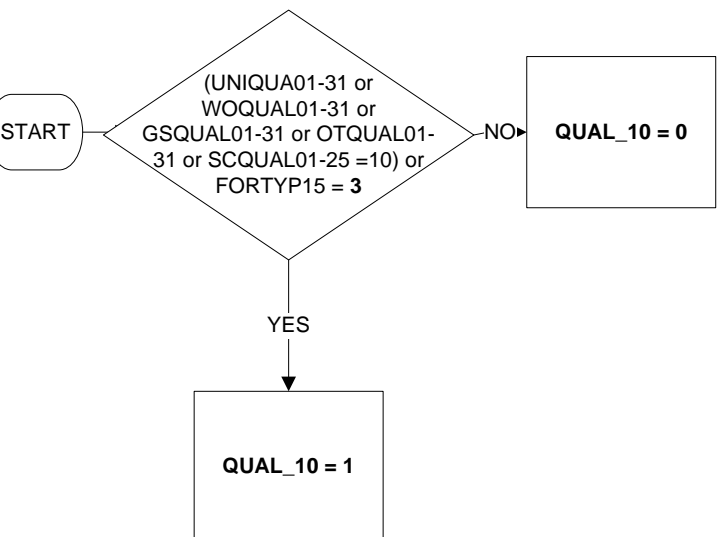 START
(UNIQUA01-31 or
WOQUAL01-31 or
GSQUAL01-31 or OTQUAL01-
31 or SCQUAL01-25 =10) or
FORTYP15 = 3
NO
QUAL_10 = 0
YES
QUAL_10 = 1